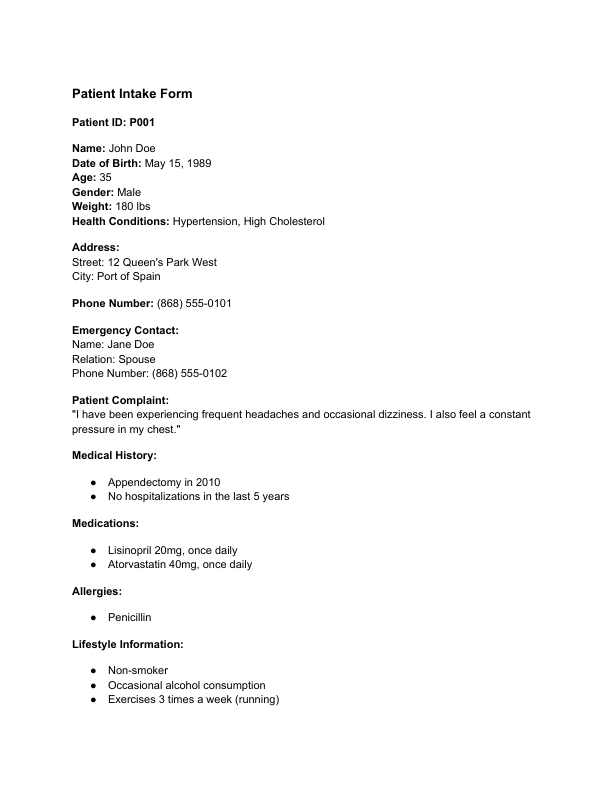 Patient Intake Form
Patient ID: P001
Name: John Doe
Date of Birth: May 15, 1989
Age: 35
Gender: Male
Weight: 180 lbs
Health Conditions: Hypertension, High Cholesterol
Address:
Street: 12 Queen's Park West
City: Port of Spain
Phone Number: (868) 555-0101
Emergency Contact:
Name: Jane Doe
Relation: Spouse
Phone Number: (868) 555-0102
Patient Complaint:
"I have been experiencing frequent headaches and occasional dizziness. I also feel a constant
pressure in my chest."
Medical History:
● Appendectomy in 2010
● No hospitalizations in the last 5 years
Medications:
● Lisinopril 20mg, once daily
● Atorvastatin 40mg, once daily
Allergies:
● Penicillin
Lifestyle Information:
● Non-smoker
● Occasional alcohol consumption
● Exercises 3 times a week (running)